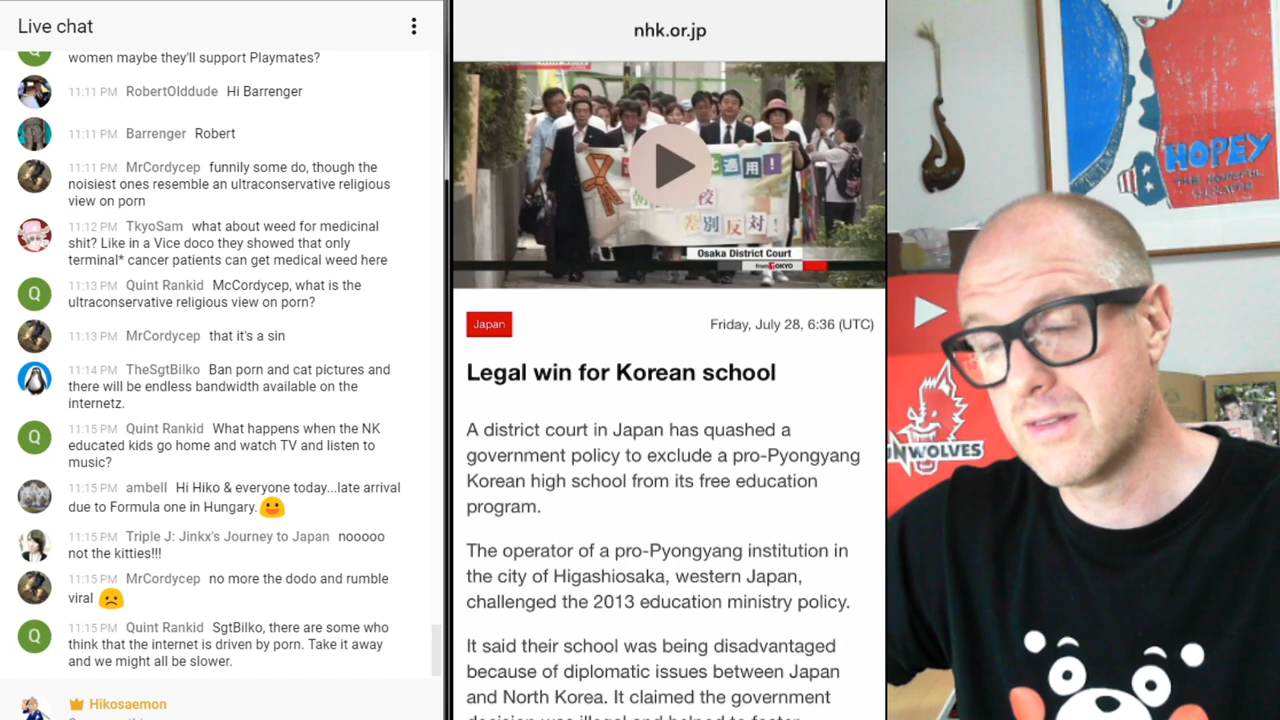 Live chat
women maybe they'll support Playmates?
11:11 PM RobertOlddude Hi Barrenger
11:11 PM Barrenger Robert
11:11 PM MrCordycep funnily some do, though the
noisiest ones resemble an ultraconservative religious
view on porn
11:12 PM TkyoSam what about weed for medicinal
shit? Like in a Vice doco they showed that only
terminal* cancer patients can get medical weed here
11:13 PM Quint Rankid McCordycep, what is the
ultraconservative religious view on porn?
11:13 PM MrCordycep that it's a sin
11:14 PM TheSgtBilko Ban porn and cat pictures and
there will be endless bandwidth available on the
internetz.
11:15 PM Quint Rankid What happens when the NK
educated kids go home and watch TV and listen to
music?
11:15 PM ambell Hi Hiko & everyone today...late arrival
due to Formula one in Hungary.
11:15 PM Triple J: Jinkx's Journey to Japan nooooo
not the kitties!!!
11:15 PM MrCordycep no more the dodo and rumble
viral
11:15 PM Quint Rankid SgtBilko, there are some who
think that the internet is driven by porn. Take it away
and we might all be slower.
Hikosaemon
Q
Q
Q
Q
nhk.or.jp
適用！
校
差別反対！
Osaka District Court
from TOKYO
Japan
Friday, July 28, 6:36 (UTC)
Legal win for Korean school
A district court in Japan has quashed a
government policy to exclude a pro-Pyongyang
Korean high school from its free education
program.
The operator of a pro-Pyongyang institution in
the city of Higashiosaka, western Japan,
challenged the 2013 education ministry policy.
It said their school was being disadvantaged
because of diplomatic issues between Japan
and North Korea. It claimed the government
HOPEY
UNWOLVES